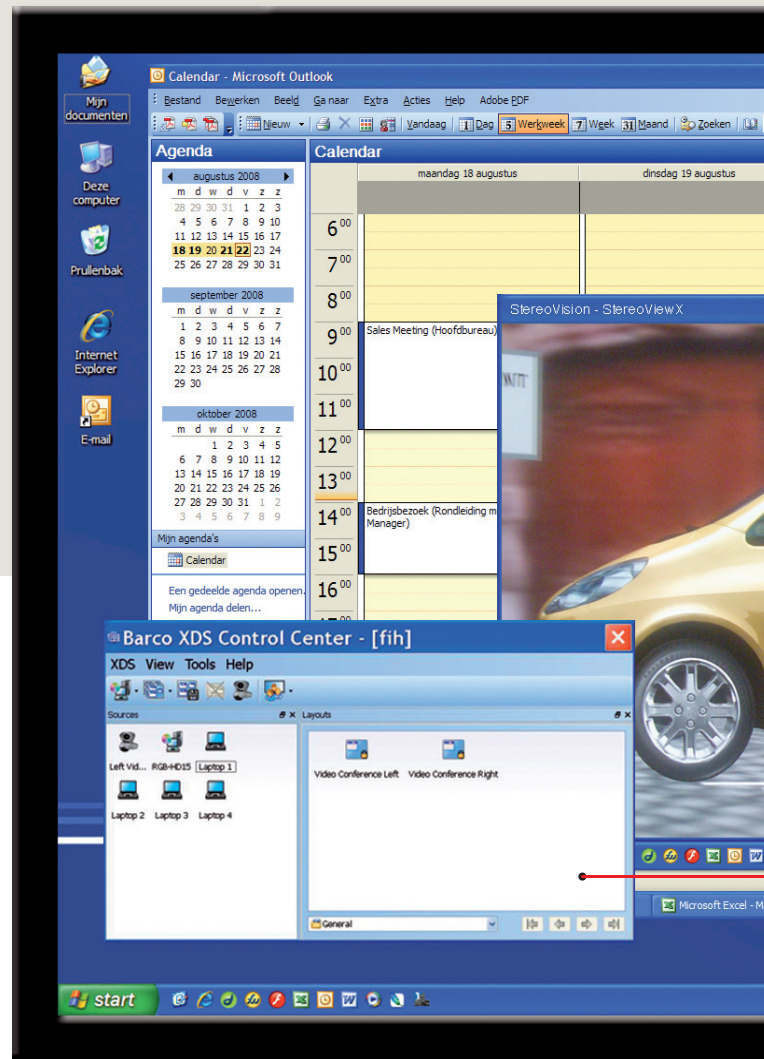 Mijn
documenten
Deze
computer
Prullenbak
Internet
Explorer
E-mail
Calendar - Microsoft Outlook
Bestand Bewerken Beeld Ga naar Extra Acties Help Adobe PDF
Nieuw Vandaag 1 Dag 5 Werkweek 7 Week 31 Maand Zoeken
Agenda
augustus 2008
m d w d v z z
28 29 30 31 1 2 3
4 5 6 7 8 9 10
11 12 13 14 15 16 17
18 19 20 21 22 23 24
25 26 27 28 29 30 31
september 2008
m d w d v z z
1 2 3 4 5 6 7
8 9 10 11 12 13 14
15 16 17 18 19 20 21
22 23 24 25 26 27 28
29 30
oktober 2008
m d w d v z z
1 2 3 4 5
6 7 8 9 10 11 12
13 14 15 16 17 18 19
20 21 22 23 24 25 26
27 28 29 30 31 1 2
3 4 5 6 7 8 9
Mijn agenda's
Calendar
Een gedeelde agenda openen.
Mijn agenda delen...
Calendar
maandag 18 augustus dinsdag 19 augustus
6 00
7 00
8 00
9 00
10 00
11 00
12 00
13 00
14 00
15 00
16 00
Sales Meeting (Hoofdbureau)
Bedrijsbezoek (Rondleiding m
Manager)
StereoVision - StereoViewX
Barco XDS Control Center - [fih]
XDS View Tools Help
Sources
Left Vid... RGB-HD15 Laptop 1
Laptop 2 Laptop 3 Laptop 4
Layouts
Video Conference Left Video Conference Right
General
Microsoft Excel - M
start